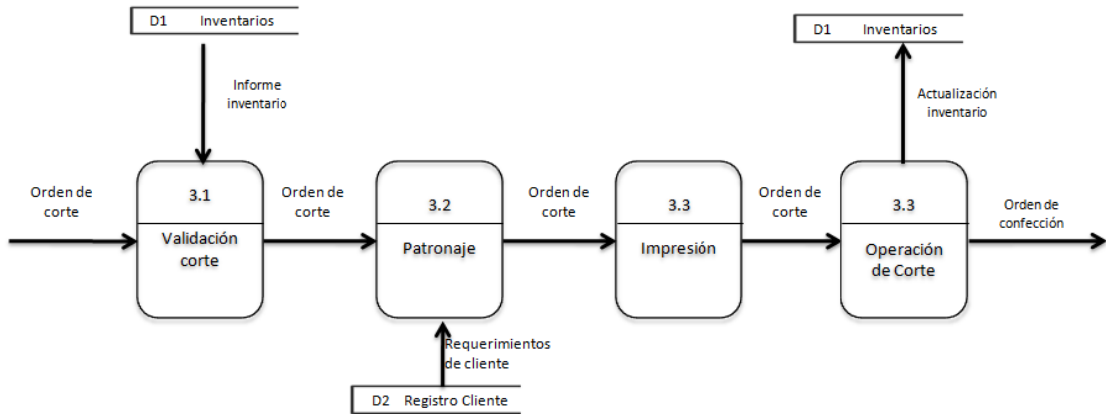 D1 Inventarios
D1 Inventarios
Informe
inventario
Actualización
inventario
Orden de
corte
3.1
Validación
corte
Orden de
corte
3.2
Patronaje
Orden de
corte
3.3
Impresión
Orden de
corte
3.3
Operación
de Corte
Orden de
confección
Requerimientos
de cliente
D2 Registro Cliente